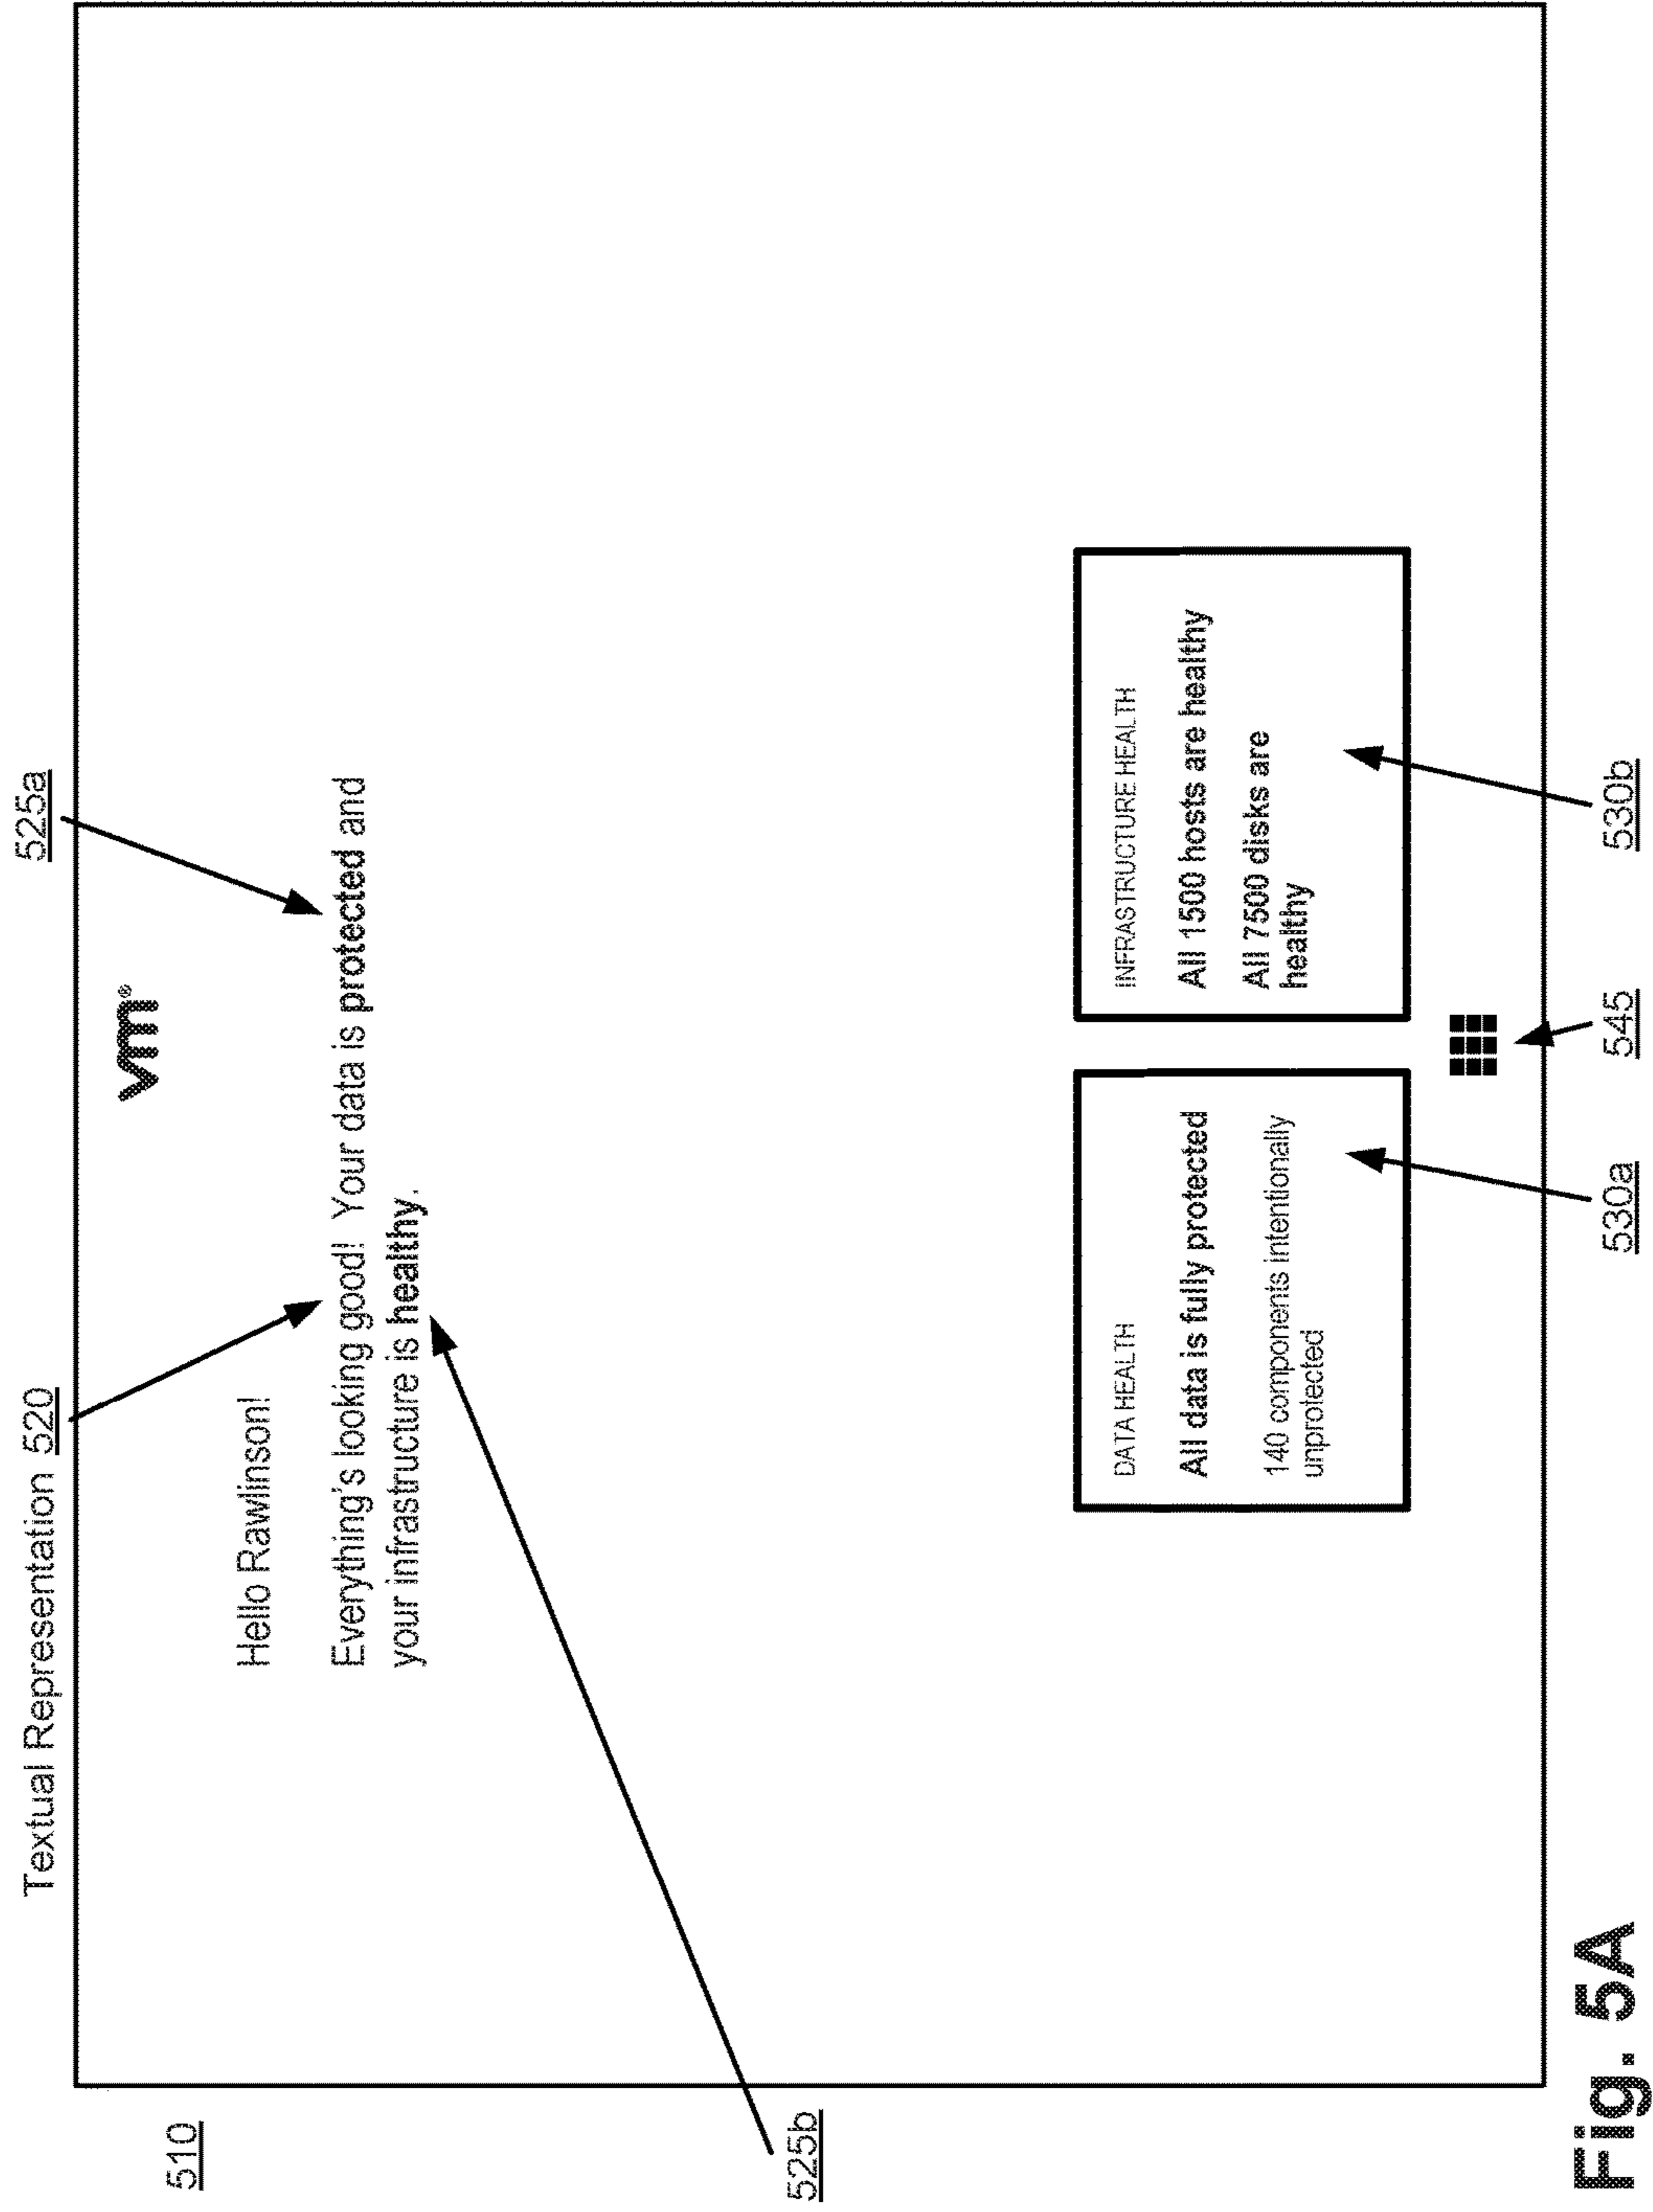 Textual Representation 520
525a
510
vm®
Hello Rawlinson!
Everything's looking good! Your data is protected and
your infrastructure is healthy.
525b
DATA HEALTH
All data is fully protected
140 components intentionally
unprotected
INFRASTRUCTURE HEALTH
All 1500 hosts are healthy
All 7500 disks are
healthy
530a
545
530b
Fig. 5A